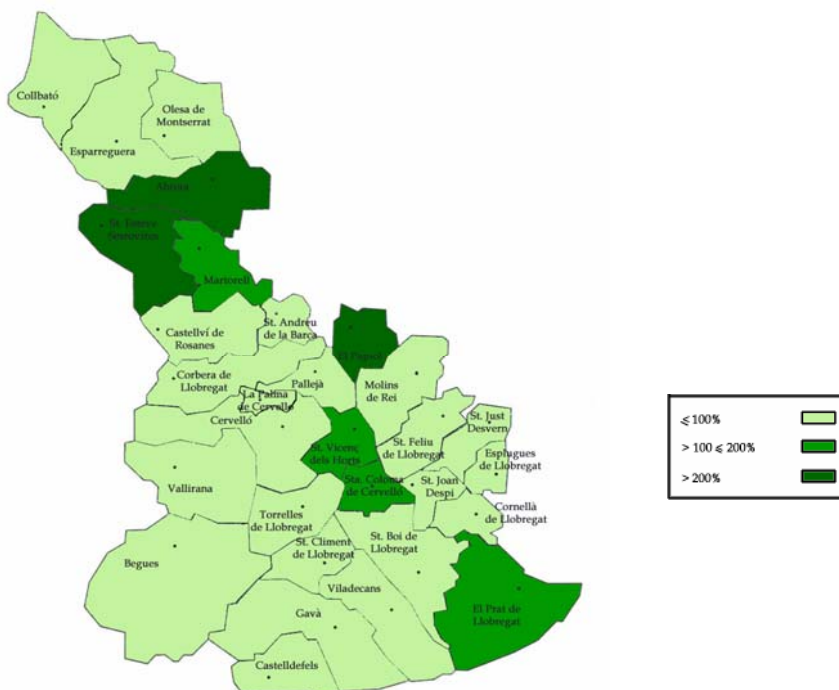 Collbató
Olesa de
Montserrat
Esparreguera
Abrera
St. Esteve
Sesrovires
Martorell
Castellví de
Rosanes
St. Andreu
de la Barca
El Papiol
Corbera de
Llobregat
Pallejà
Molins
de Rei
La Palma
de Cervelló
Cervelló
St. Vicenç
dels Horts
St. Feliu
de Llobregat
St. Just
Desvern
Esplugues
de Llobregat
Vallirana
Sta. Coloma
de Cervelló
St. Joan
Despi
Cornellà
de Llobregat
Torrelles
de Llobregat
St. Climent
de Llobregat
St. Boi de
Llobregat
Begues
Viladecans
Gavà
El Prat de
Llobregat
Castelldefels
⩽ 100%
> 100 ⩽ 200%
> 200%